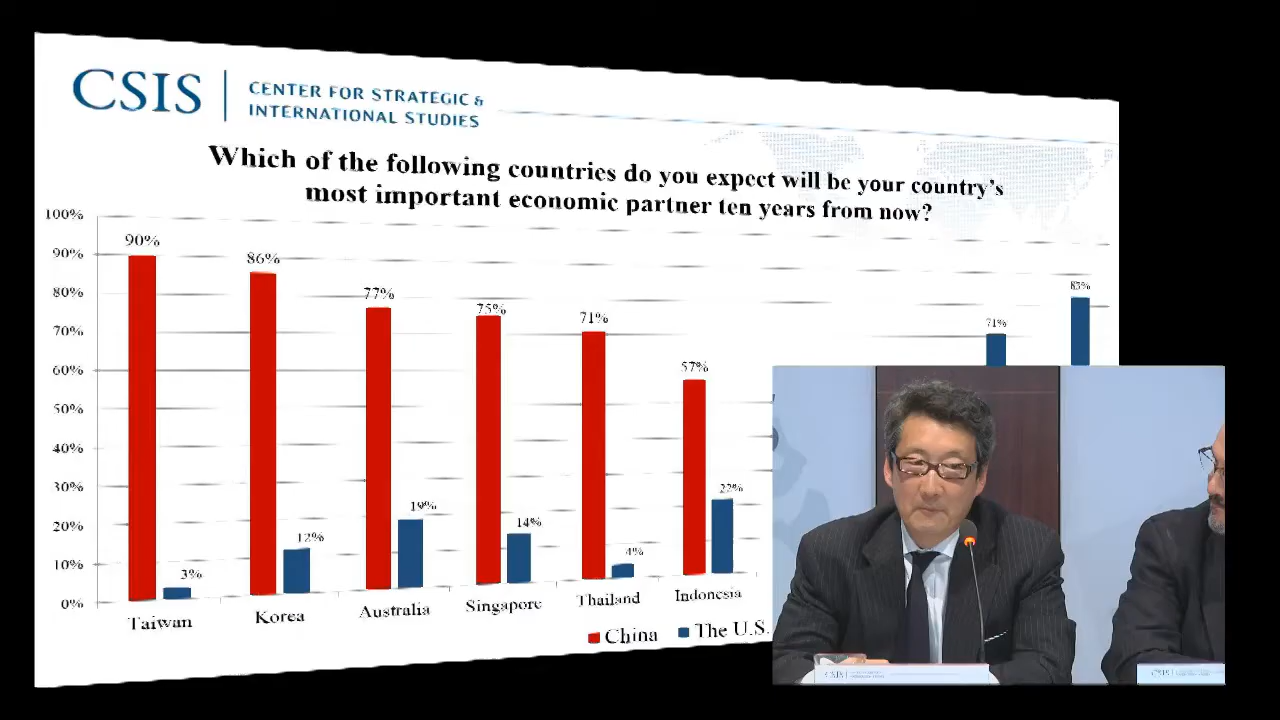 CSIS
CENTER FOR STRATEGIC &
INTERNATIONAL STUDIES
Which of the following countries do you expect will be your country's
most important economic partner ten years from now?
100%
90%
80%
70%
60%
50%
40%
30%
20%
10%
0%
90%
3%
86%
12%
77%
19%
75%
14%
71%
4%
57%
22%
71%
83%
Taiwan
Korea
Australia
Singapore
Thailand
Indonesia
China
The U.S.
CSIS
CSIS